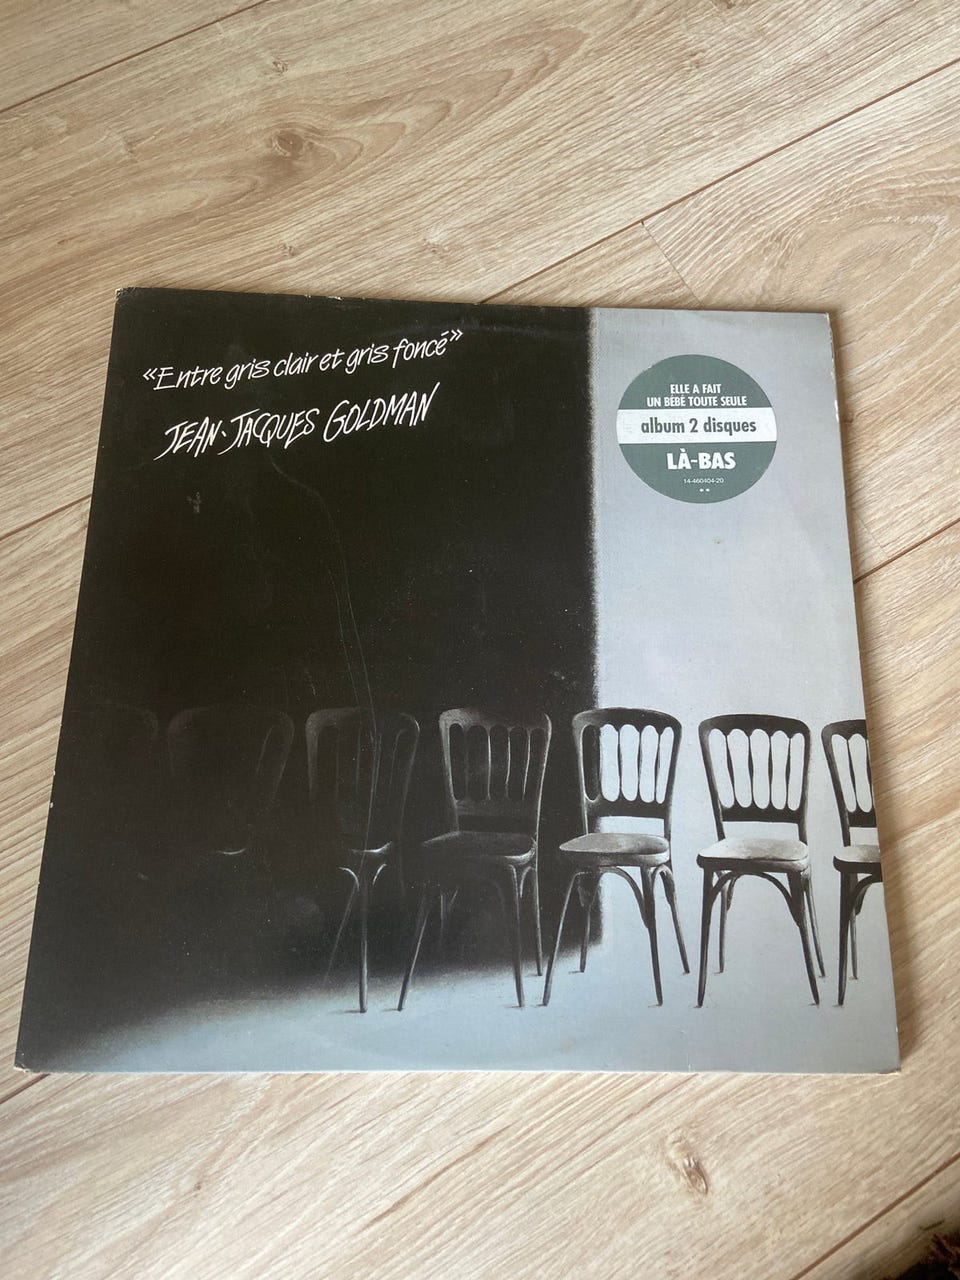 «Entre gris clair et gris foncé»
JEAN-JACQUES GOLDMAN
ELLE A FAIT
UN BÉBÉ TOUTE SEULE
album 2 disques
LÀ-BAS
14-460404-20